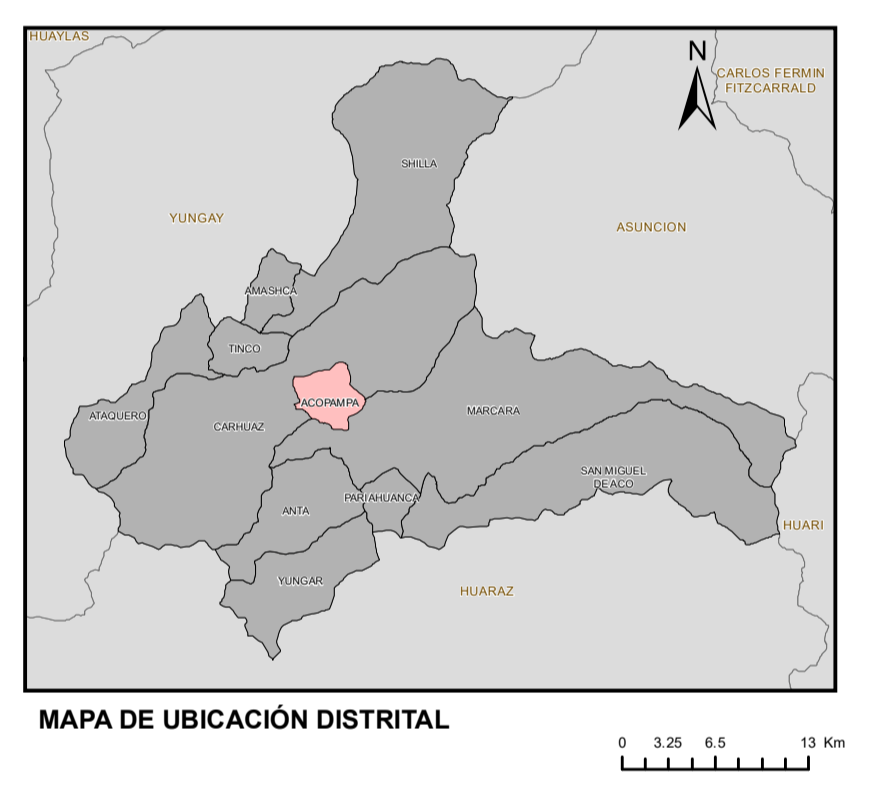 HUAYLAS
N
CARLOS FERMIN
FITZCARRALD
SHILLA
YUNGAY
ASUNCION
AMASHCA
TINCO
ACOPAMPA
MARCARA
ATAQUERO
CARHUAZ
SAN MIGUEL
DE ACO
PARIAHUANCA
ANTA
HUARI
YUNGAR
HUARAZ
MAPA DE UBICACIÓN DISTRITAL
0 3.25 6.5 13 Km